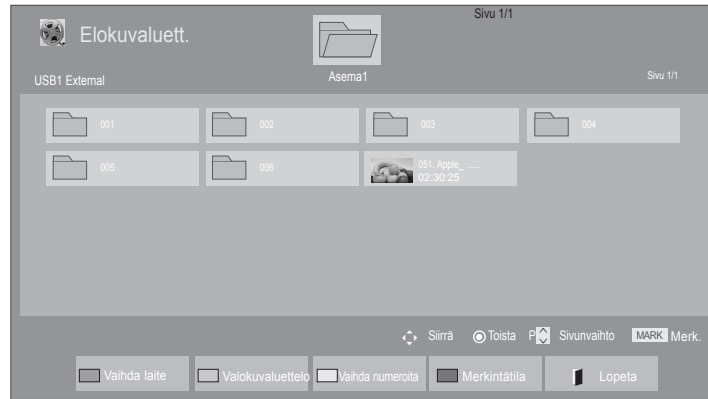 Sivu 1/1
Elokuvaluett.
Asema1
USB1 External
Sivu 1/1
001 002 003 004
005 006 051. Apple_ ......
02:30:25
Siirrä Toista P Sivunvaihto MARK Merk.
Vaihda laite Valokuvaluettelo Vaihda numeroita Merkintätila Lopeta